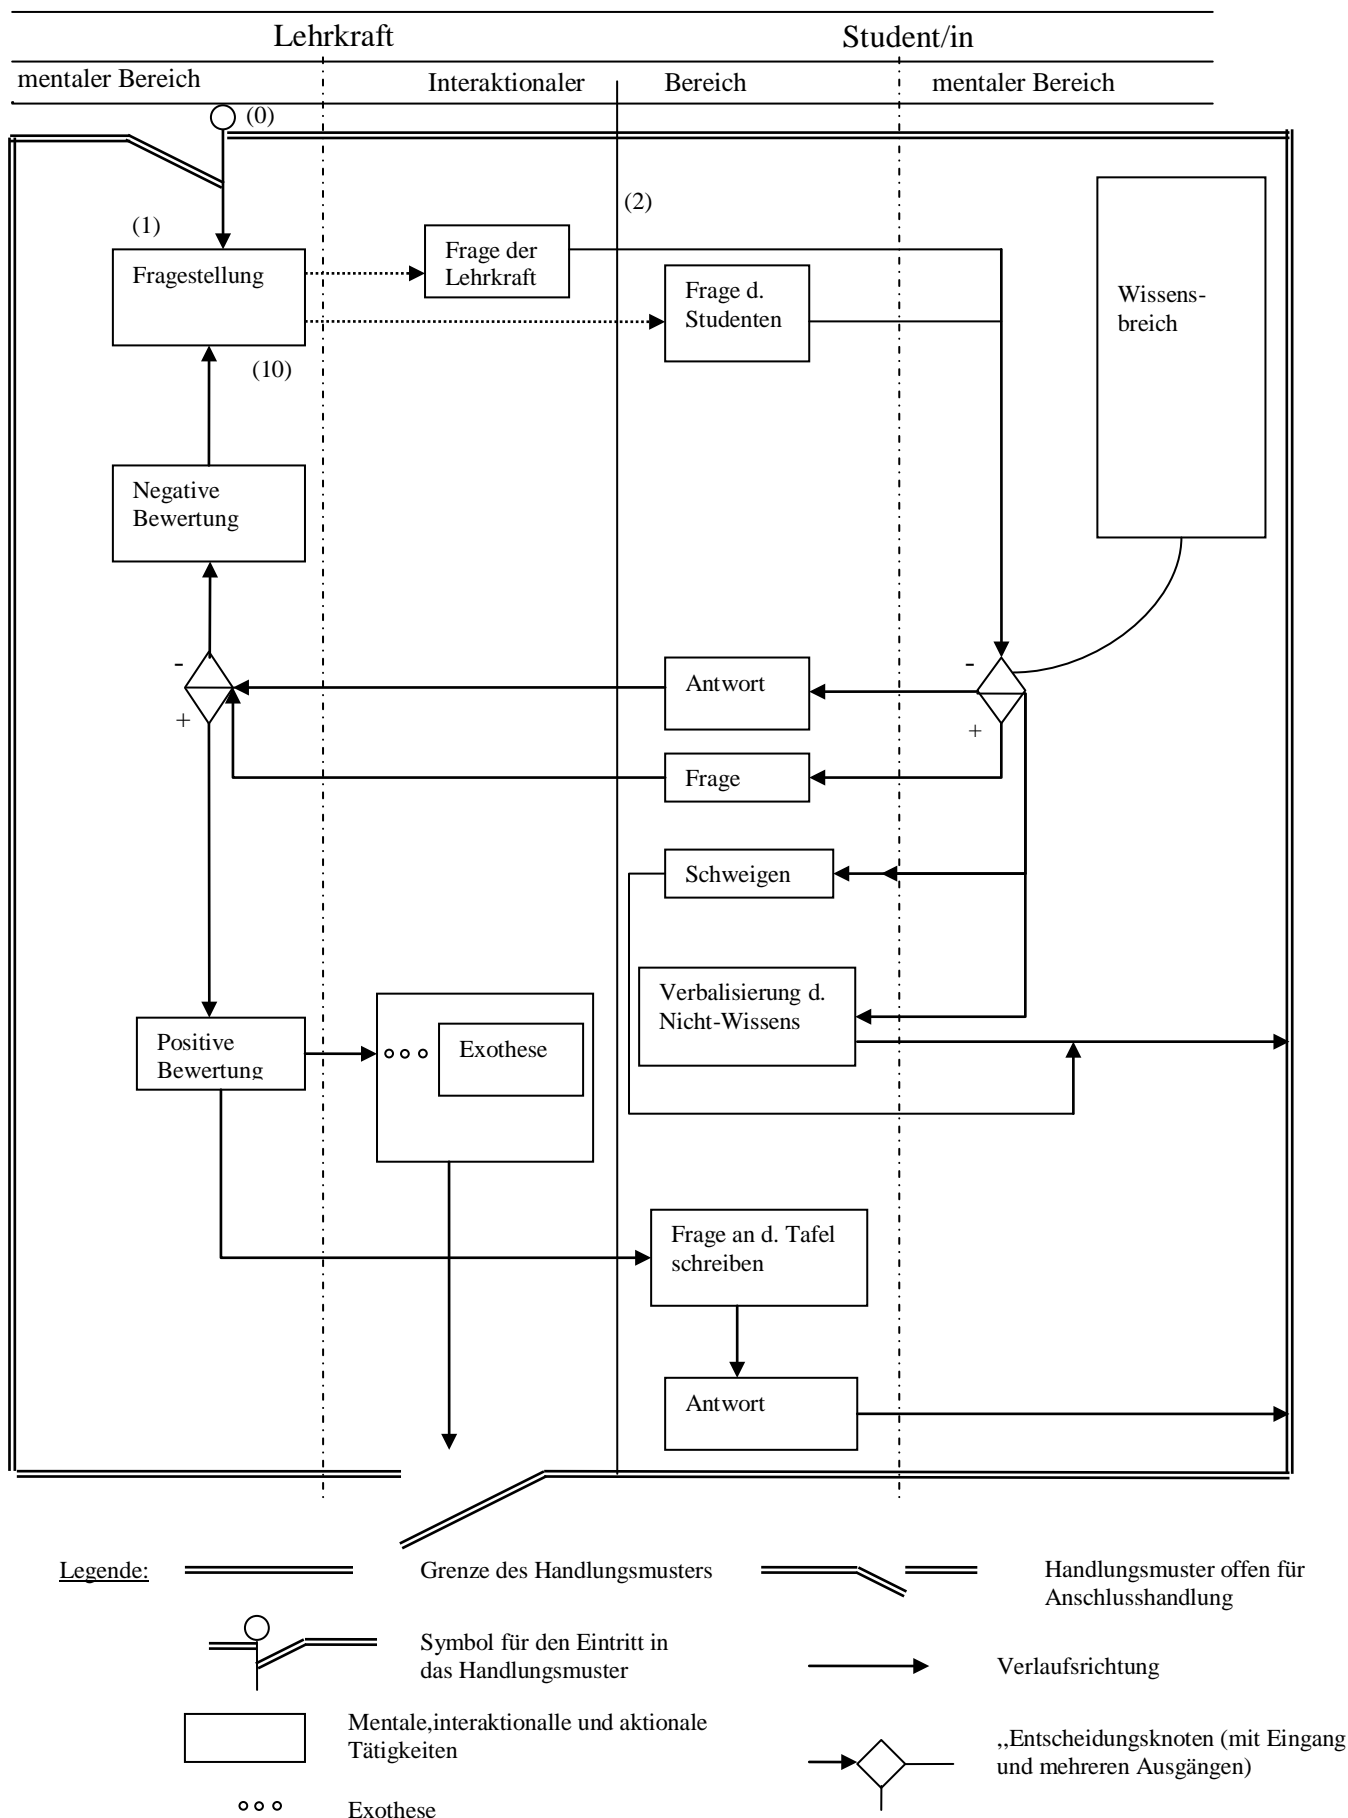 Lehrkraft
Student/in
mentaler Bereich
Interaktionaler
Bereich
mentaler Bereich
(0)
(2)
(1)
Fragestellung
Frage der
Lehrkraft
Frage d.
Studenten
Wissens-
breich
(10)
Negative
Bewertung
-
+
Antwort
-
+
Frage
Schweigen
Verbalisierung d.
Nicht-Wissens
Positive
Bewertung
Exothese
Frage an d. Tafel
schreiben
Antwort
Legende:
Grenze des Handlungsmusters
Handlungsmuster offen für
Anschlusshandlung
Symbol für den Eintritt in
das Handlungsmuster
Verlaufsrichtung
Mentale,interaktionalle und aktionale
Tätigkeiten
,,Entscheidungsknoten (mit Eingang
und mehreren Ausgängen)
Exothese